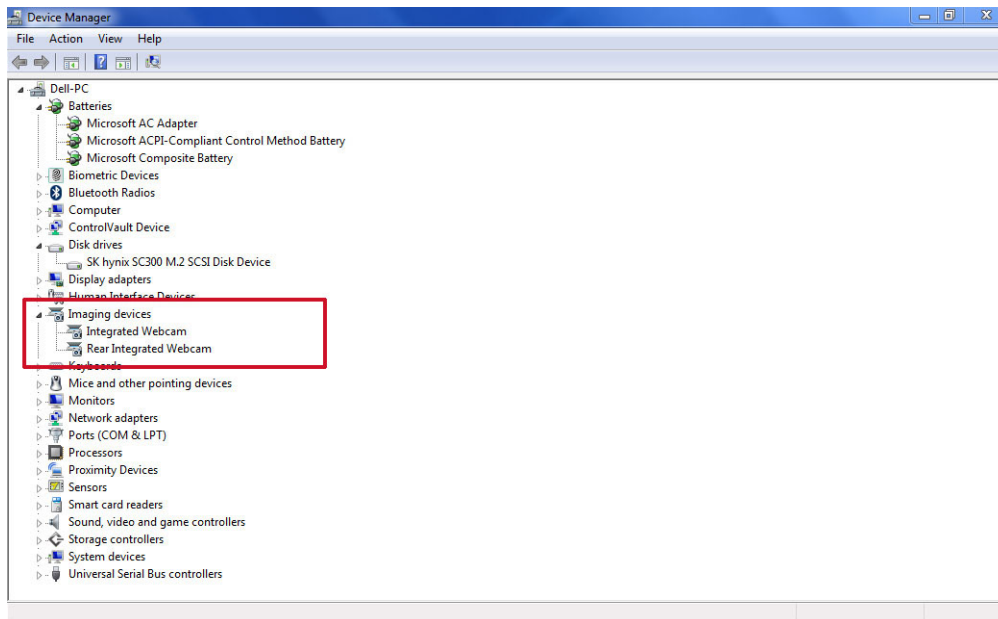 Device Manager
File Action View Help
Dell-PC
Batteries
Microsoft AC Adapter
Microsoft ACPI-Compliant Control Method Battery
Microsoft Composite Battery
Biometric Devices
Bluetooth Radios
Computer
ControlVault Device
Disk drives
SK hynix SC300 M.2 SCSI Disk Device
Display adapters
Human Interface Devices
Imaging devices
Integrated Webcam
Rear Integrated Webcam
Keyboards
Mice and other pointing devices
Monitors
Network adapters
Ports (COM & LPT)
Processors
Proximity Devices
Sensors
Smart card readers
Sound, video and game controllers
Storage controllers
System devices
Universal Serial Bus controllers